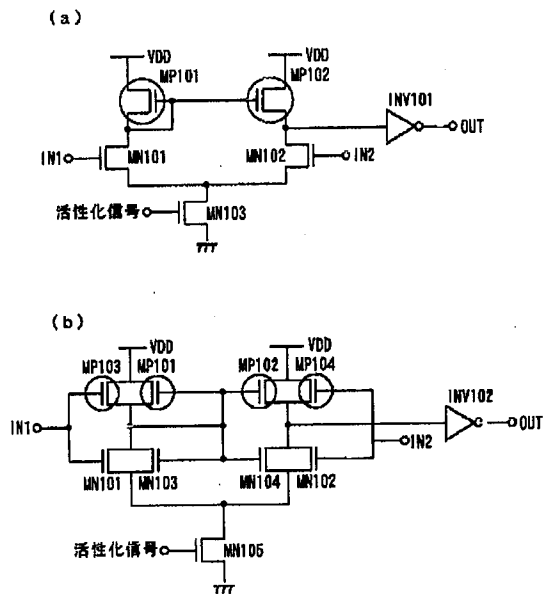 (a)
VDD VDD
MP101 MP102
INV101
OUT
IN1 MN101 MN102 IN2
活性化信号 MN103
(b)
VDD VDD
MP103 MP101 MP102 MP104
INV102
IN1 OUT
IN2
MN101 MN103 MN104 MN102
活性化信号 MN105